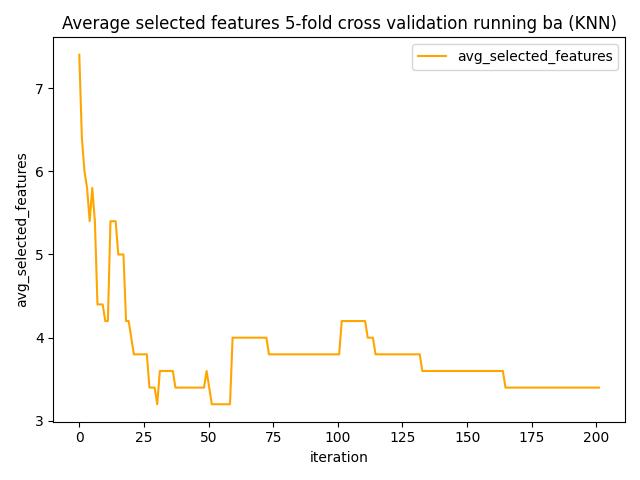 Average selected features 5-fold cross validation running ba (KNN)
avg_selected_features
avg_selected_features
7
6
5
4
3
0 25 50 75 100 125 150 175 200
iteration